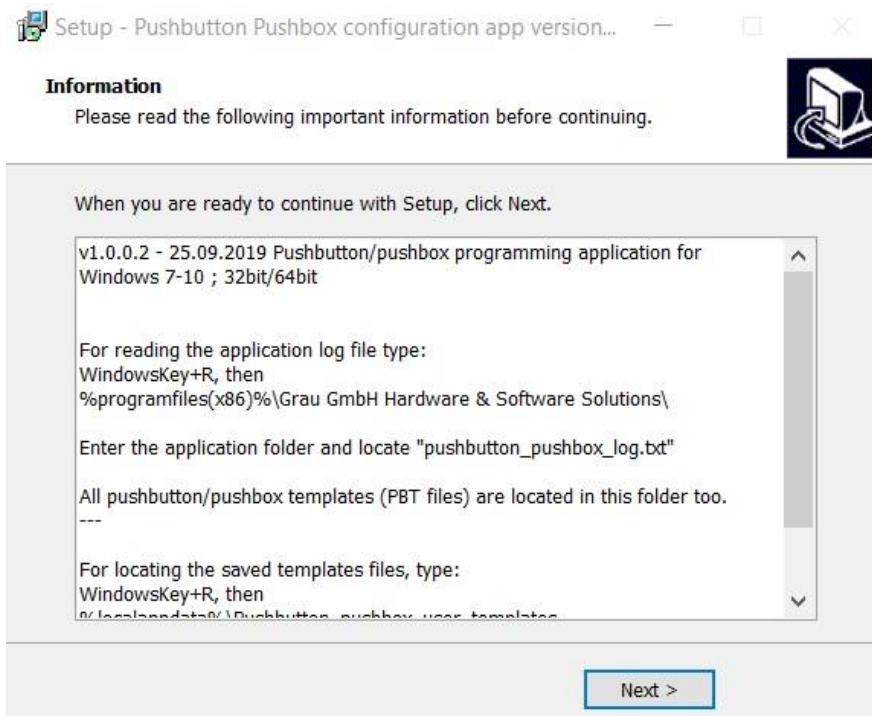 Setup - Pushbutton Pushbox configuration app version...
Information
Please read the following important information before continuing.
When you are ready to continue with Setup, click Next.
v1.0.0.2 - 25.09.2019 Pushbutton/pushbox programming application for
Windows 7-10 ; 32bit/64bit
For reading the application log file type:
WindowsKey+R, then
%programfiles(x86)%\Grau GmbH Hardware & Software Solutions\
Enter the application folder and locate "pushbutton_pushbox_log.txt"
All pushbutton/pushbox templates (PBT files) are located in this folder too.
---
For locating the saved templates files, type:
WindowsKey+R, then
%localappdata%\Pushbutton_pushbox_user_templates
Next >